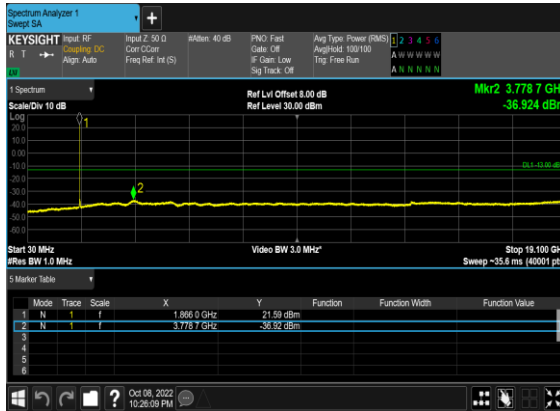 Spectrum Analyzer 1
Swept SA
+
KEYSIGHT Input: RF Input Z: 50 Ω #Atten: 40 dB PNO: Fast Avg Type: Power (RMS) 1 2 3 4 5 6
R T Coupling: DC Corr CCorr Gate: Off Avg|Hold: 100/100 A W W W W W
Align: Auto Freq Ref: Int (S) IF Gain: Low Trig: Free Run
Sig Track: Off A N N N N N
1 Spectrum
Ref Lvl Offset 8.00 dB
Mkr2 3.778 7 GHz
Scale/Div 10 dB
Ref Level 30.00 dBm
-36.924 dBm
Log
1
20.0
10.0
0.00
-10.0
DL1 -13.00 dB
-20.0
-30.0
2
-40.0
-50.0
-60.0
Start 30 MHz Video BW 3.0 MHz* Stop 19.100 GH
#Res BW 1.0 MHz Sweep ~35.6 ms (40001 pt
5 Marker Table
Mode Trace Scale X Y Function Function Width Function Value
1 N 1 f 1.866 0 GHz 21.59 dBm
2 N 1 f 3.778 7 GHz -36.92 dBm
3
4
5
6
? Oct 08, 2022
10:26:09 PM